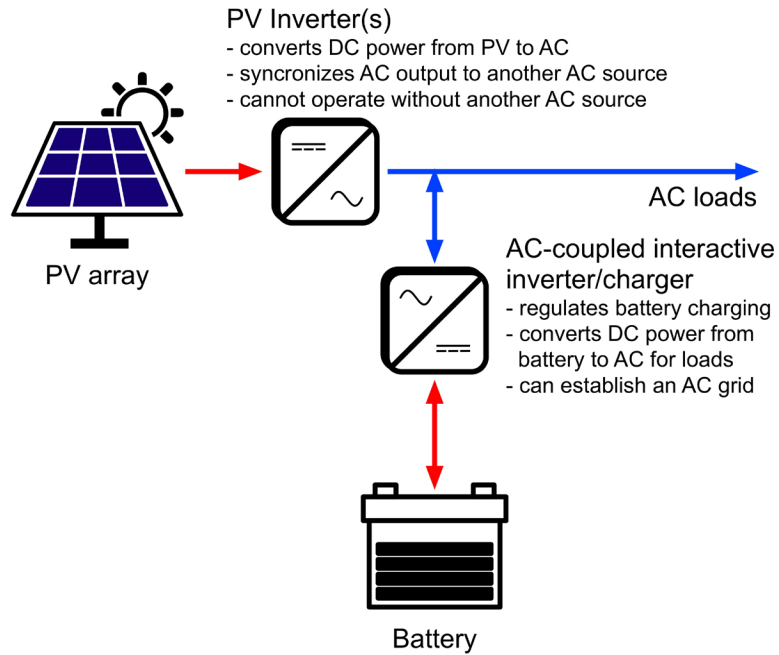 PV Inverter(s)
- converts DC power from PV to AC
- syncronizes AC output to another AC source
- cannot operate without another AC source
AC loads
PV array
AC-coupled interactive
inverter/charger
- regulates battery charging
- converts DC power from
battery to AC for loads
- can establish an AC grid
Battery